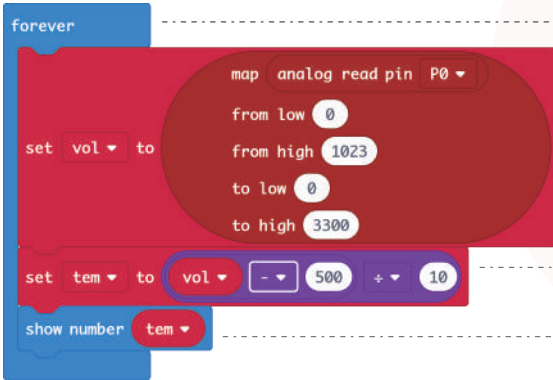 forever
map analog read pin P0
from low 0
set vol to from high 1023
to low 0
to high 3300
set tem to vol - 500 ÷ 10
show number tem